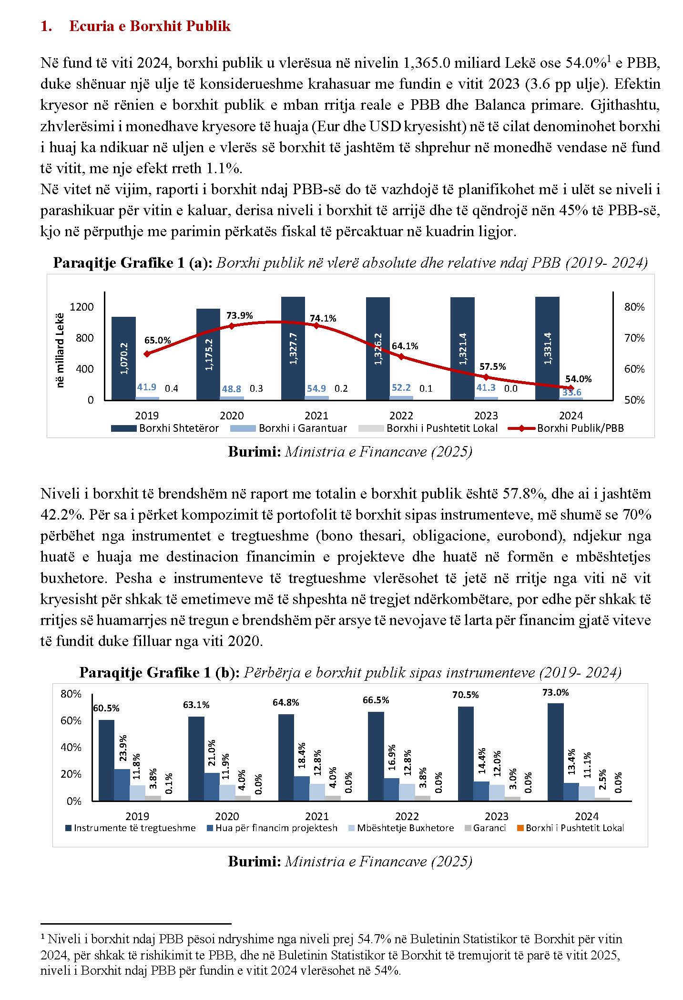 1. Ecuria e Borxhit Publik
Në fund të viti 2024, borxhi publik u vlerësua në nivelin 1,365.0 miliard Lekë ose 54.0%¹ e PBB,
duke shënuar një ulje të konsiderueshme krahasuar me fundin e vitit 2023 (3.6 pp ulje). Efektin
kryesor në rënien e borxhit publik e mban rritja reale e PBB dhe Balanca primare. Gjithashtu,
zhvlerësimi i monedhave kryesore të huaja (Eur dhe USD kryesisht) në të cilat denominohet borxhi
i huaj ka ndikuar në uljen e vlerës së borxhit të jashtëm të shprehur në monedhë vendase në fund
të vitit, me nje efekt rreth 1.1%.
Në vitet në vijim, raporti i borxhit ndaj PBB-së do të vazhdojë të planifikohet më i ulët se niveli i
parashikuar për vitin e kaluar, derisa niveli i borxhit të arrijë dhe të qëndrojë nën 45% të PBB-së,
kjo në përputhje me parimin përkatës fiskal të përcaktuar në kuadrin ligjor.
Paraqitje Grafike 1 (a): Borxhi publik në vlerë absolute dhe relative ndaj PBB (2019- 2024)
në miliard Lekë
1200
800
400
0
80%
70%
60%
50%
65.0% 73.9% 74.1% 64.1% 57.5% 54.0%
1,070.2 1,175.2 1,327.7 1,326.2 1,321.4 1,331.4
41.9 0.4 48.8 0.3 54.9 0.2 52.2 0.1 41.3 0.0 33.6
2019 2020 2021 2022 2023 2024
Borxhi Shtetëror Borxhi i Garantuar Borxhi i Pushtetit Lokal Borxhi Publik/PBB
Burimi: Ministria e Financave (2025)
Niveli i borxhit të brendshëm në raport me totalin e borxhit publik është 57.8%, dhe ai i jashtëm
42.2%. Për sa i përket kompozimit të portofolit të borxhit sipas instrumenteve, më shumë se 70%
përbëhet nga instrumentet e tregtueshme (bono thesari, obligacione, eurobond), ndjekur nga
huatë e huaja me destinacion financimin e projekteve dhe huatë në formën e mbështetjes
buxhetore. Pesha e instrumenteve të tregtueshme vlerësohet të jetë në rritje nga viti në vit
kryesisht për shkak të emetimeve më të shpeshta në tregjet ndërkombëtare, por edhe për shkak të
rritjes së huamarrjes në tregun e brendshëm për arsye të nevojave të larta për financim gjatë viteve
të fundit duke filluar nga viti 2020.
Paraqitje Grafike 1 (b): Përbërja e borxhit publik sipas instrumenteve (2019- 2024)
80%
60%
40%
20%
0%
60.5% 23.9% 11.8% 3.8% 0.1%
63.1% 21.0% 11.9% 4.0% 0.0%
64.8% 18.4% 12.8% 4.0% 0.0%
66.5% 16.9% 12.8% 3.8% 0.0%
70.5% 14.4% 12.0% 3.0% 0.0%
73.0% 13.4% 11.1% 2.5% 0.0%
2019 2020 2021 2022 2023 2024
Instrumente të tregtueshme Hua për financim projektesh Mbështetje Buxhetore Garanci Borxhi i Pushtetit Lokal
Burimi: Ministria e Financave (2025)
¹ Niveli i borxhit ndaj PBB pësoi ndryshime nga niveli prej 54.7% në Buletinin Statistikor të Borxhit për vitin
2024, për shkak të rishikimit te PBB, dhe në Buletinin Statistikor të Borxhit të tremujorit të parë të vitit 2025,
niveli i Borxhit ndaj PBB për fundin e vitit 2024 vlerësohet në 54%.